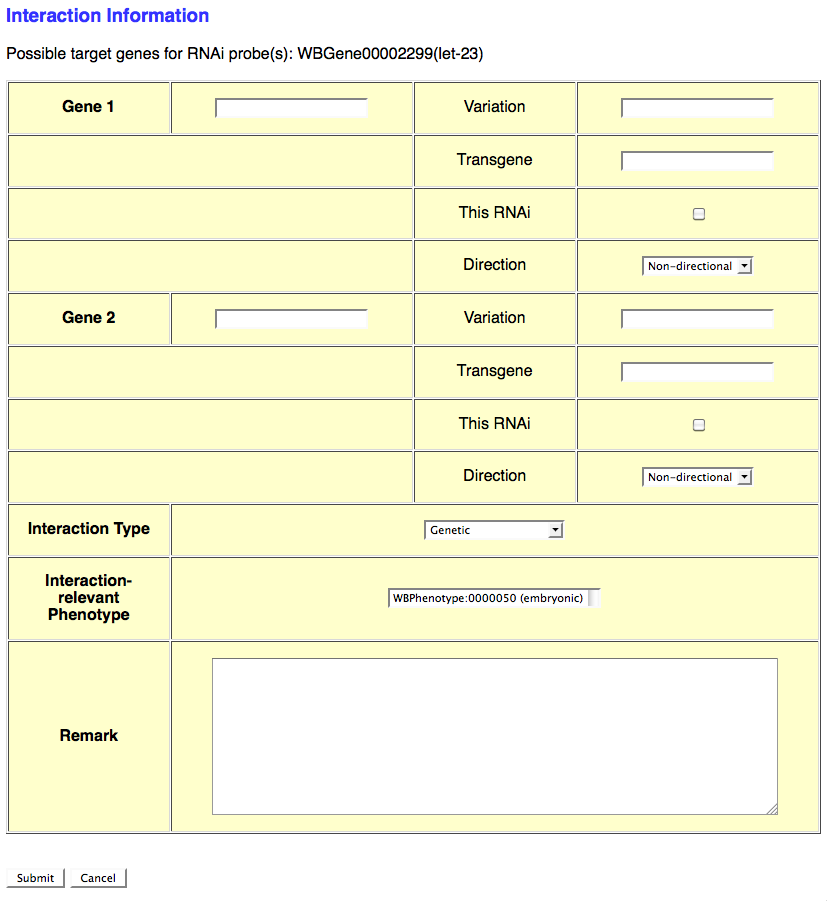 Interaction Information
Possible target genes for RNAi probe(s): WBGene00002299(let-23)
Gene 1 Variation
Transgene
This RNAi
Direction Non-directional
Gene 2 Variation
Transgene
This RNAi
Direction Non-directional
Interaction Type Genetic
Interaction-
relevant
Phenotype
WBPhenotype:0000050 (embryonic)
Remark
Submit Cancel